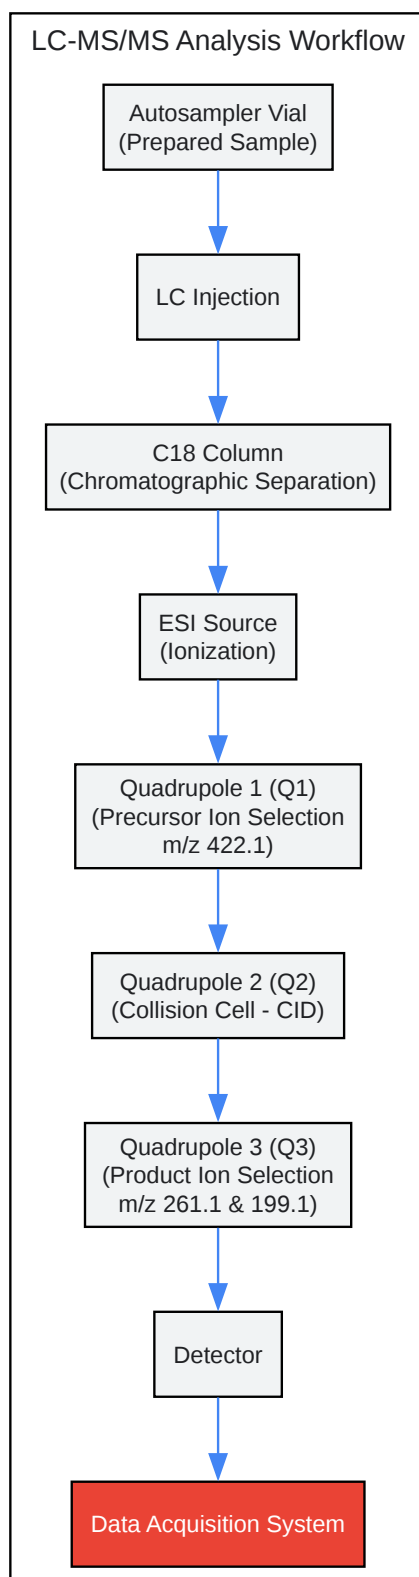 LC-MS/MS Analysis Workflow
Autosampler Vial
(Prepared Sample)
LC Injection
C18 Column
(Chromatographic Separation)
ESI Source
(Ionization)
Quadrupole 1 (Q1)
(Precursor Ion Selection
m/z 422.1)
Quadrupole 2 (Q2)
(Collision Cell - CID)
Quadrupole 3 (Q3)
(Product Ion Selection
m/z 261.1 & 199.1)
Detector
Data Acquisition System